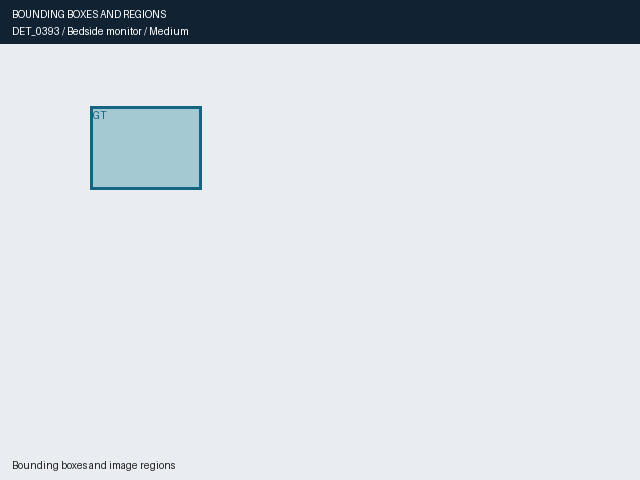 BOUNDING BOXES AND REGIONS
DET_0393 / Bedside monitor / Medium
GT
Bounding boxes and image regions